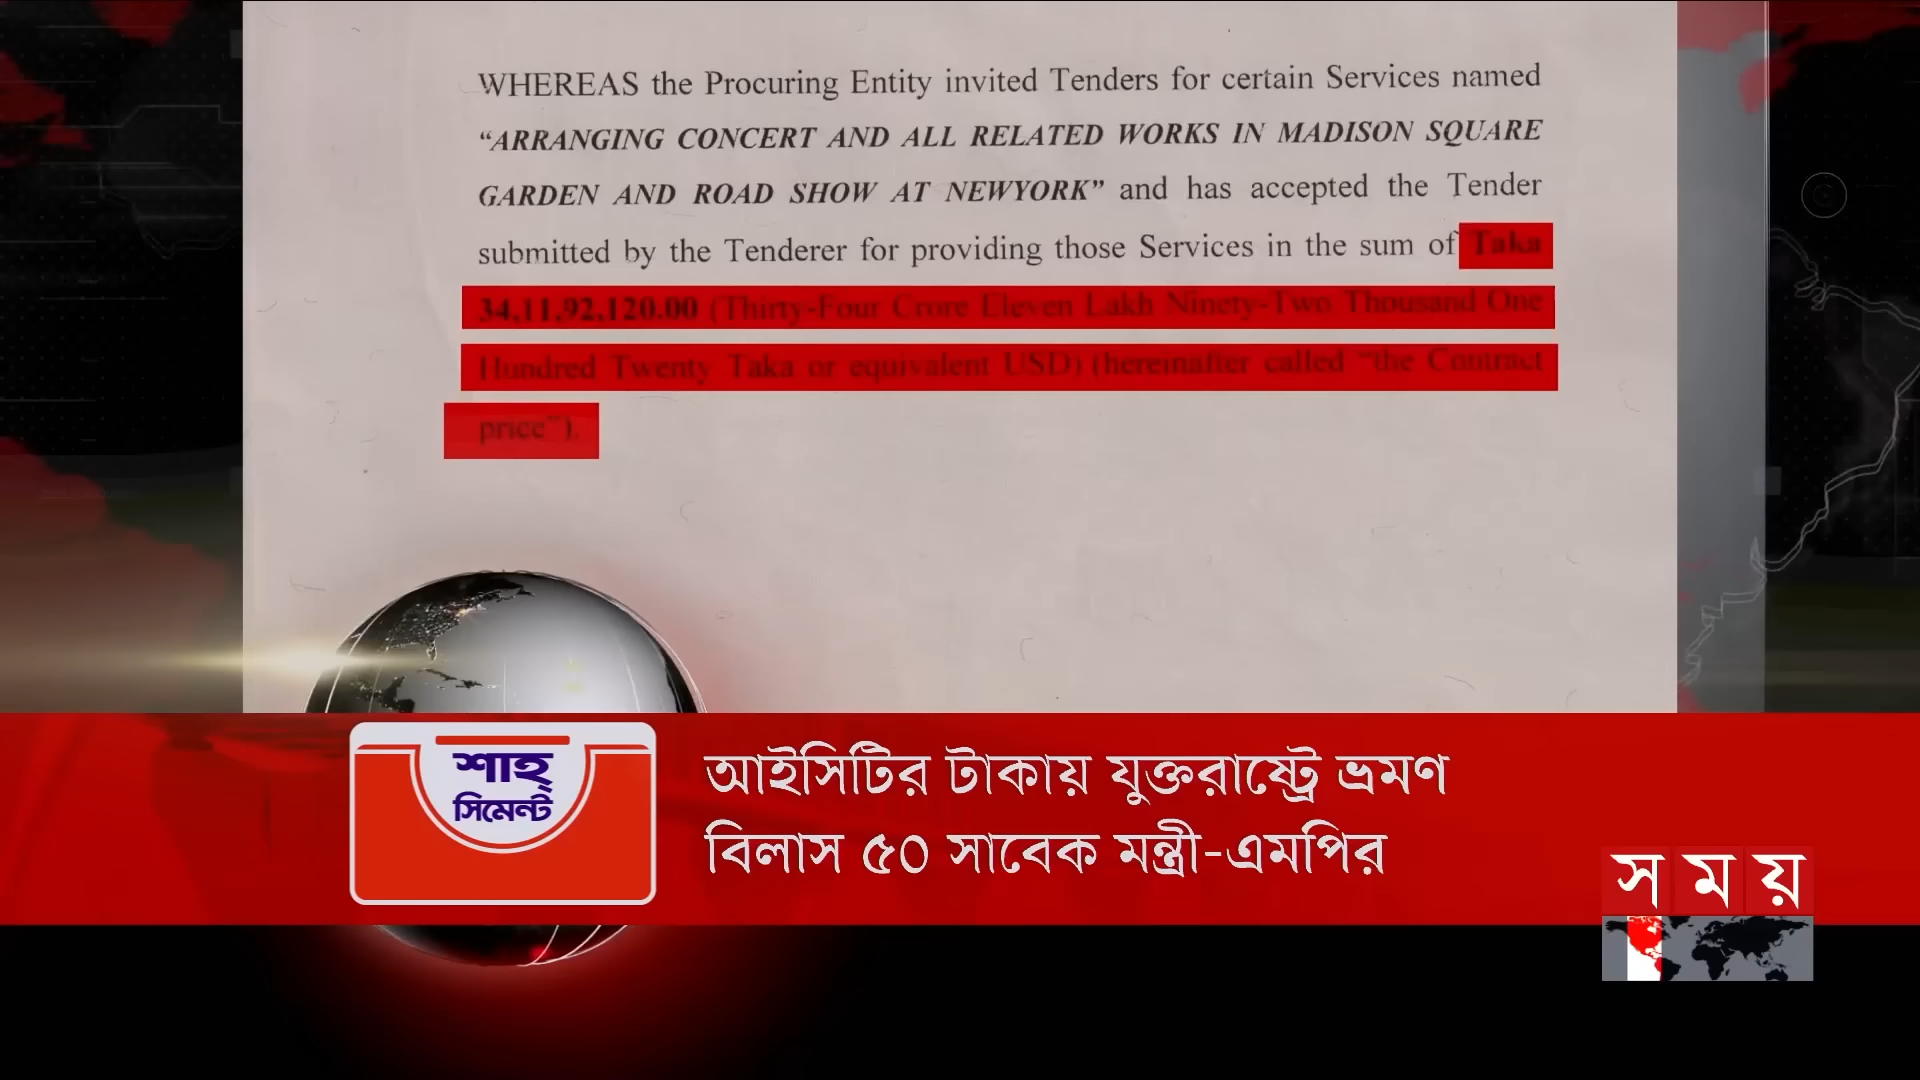 WHEREAS the Procuring Entity invited Tenders for certain Services named
“ARRANGING CONCERT AND ALL RELATED WORKS IN MADISON SQUARE
GARDEN AND ROAD SHOW AT NEWYORK” and has accepted the Tender
submitted by the Tenderer for providing those Services in the sum of Taka
34,11,92,120.00 (Thirty-Four Crore Eleven Lakh Ninety-Two Thousand One
Hundred Twenty Taka or equivalent USD) (hereinafter called “the Contract
price”).
শাহ্
সিমেন্ট
আইসিটির টাকায় যুক্তরাষ্ট্রে ভ্রমণ
বিলাস ৫০ সাবেক মন্ত্রী-এমপির
সময়